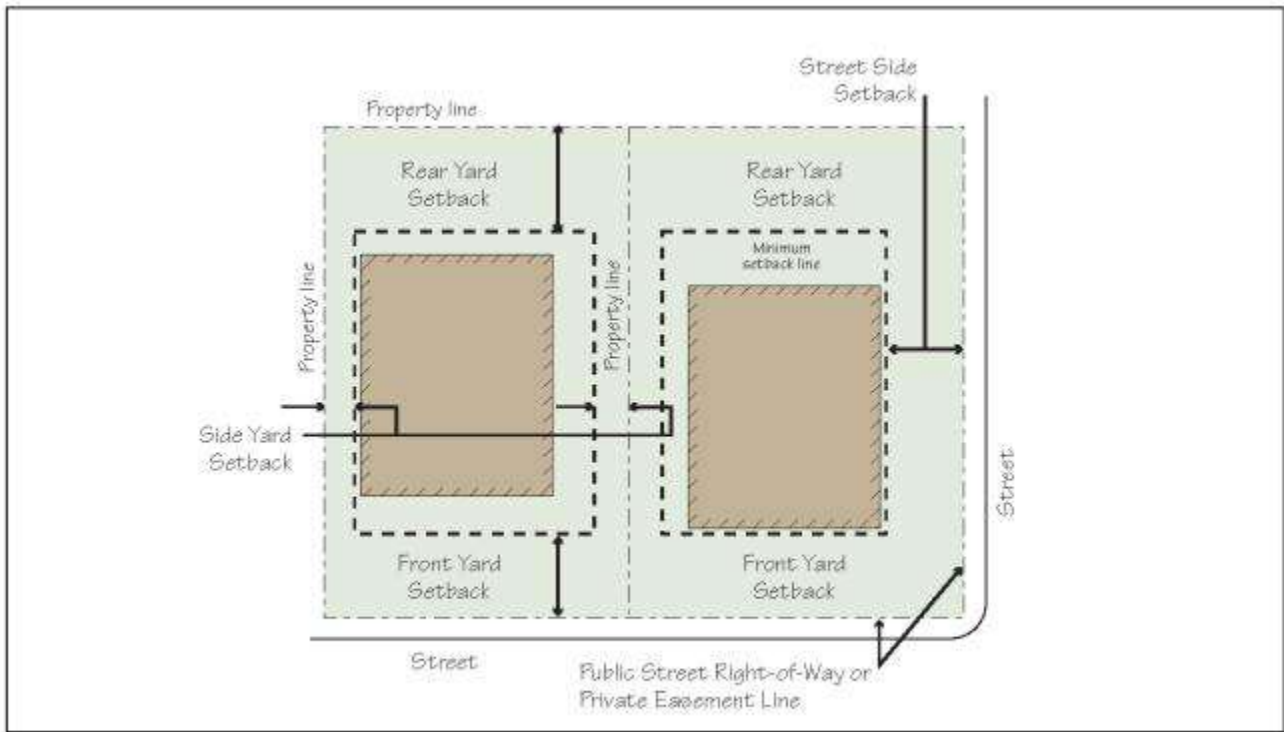 Street Side
Setback
Property line
Rear Yard
Setback
Rear Yard
Setback
Minimum
setback line
Property line
Property line
Side Yard
Setback
Street
Front Yard
Setback
Front Yard
Setback
Street
Public Street Right-of-Way or
Private Easement Line